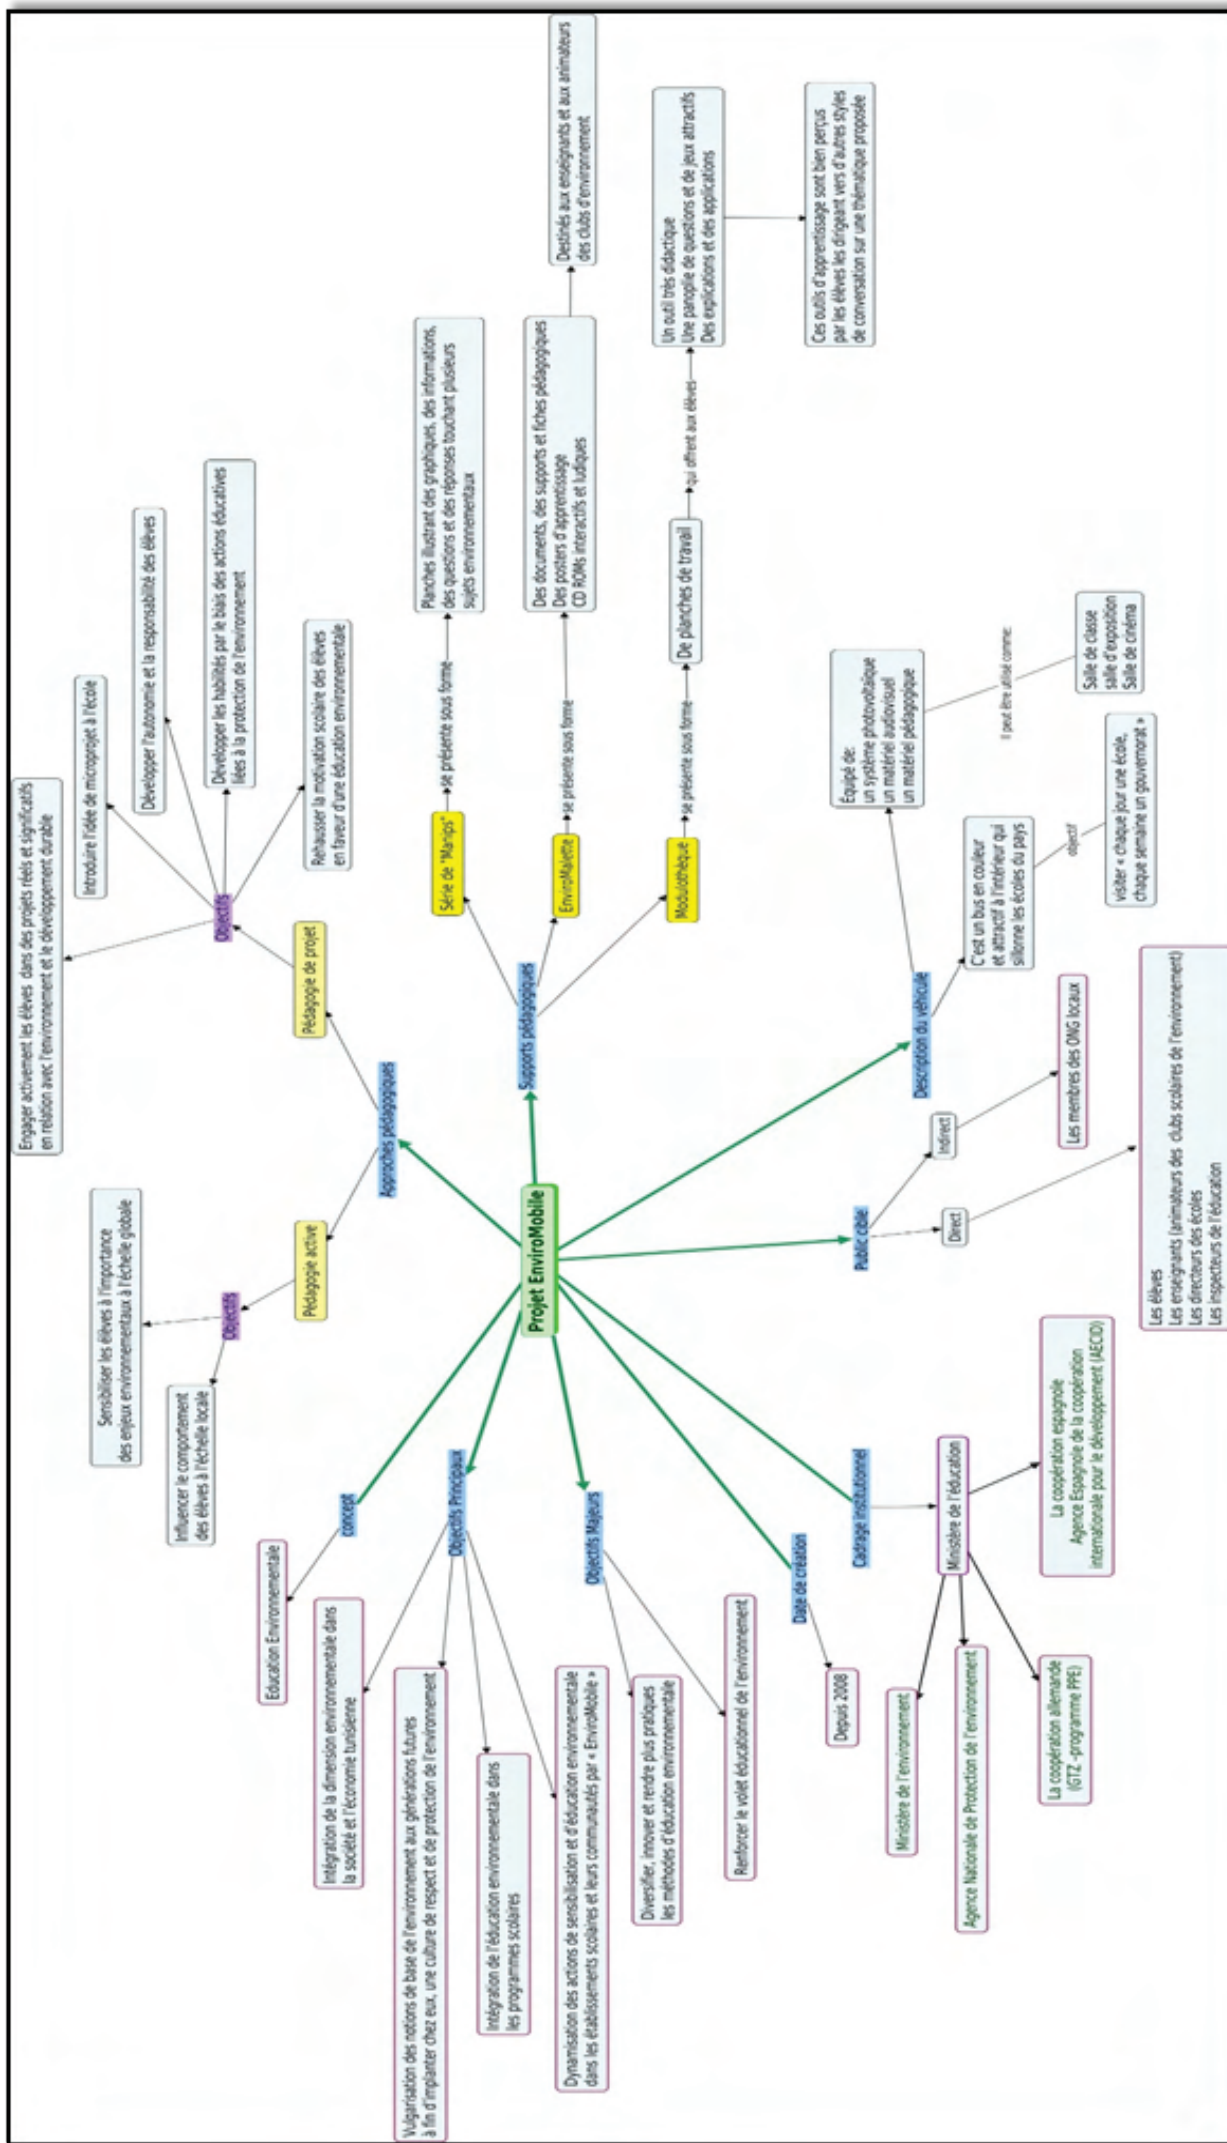 Projet EnviroMobile
concept
Education Environnementale
Objectifs Principaux
Intégration de la dimension environnementale dans
la société et l'économie tunisienne
Vulgarisation des notions de base de l'environnement aux générations futures
à fin d'implanter chez eux, une culture de respect et de protection de l'environnement
Intégration de l'éducation environnementale dans
les programmes scolaires
Dynamisation des actions de sensibilisation et d'éducation environnementale
dans les établissements scolaires et leurs communautés par « EnviroMobile »
Objectifs Majeurs
Diversifier, innover et rendre plus pratiques
les méthodes d'éducation environnementale
Renforcer le volet éducationnel de l'environnement
Date de création
Depuis 2008
Cadrage institutionnel
Ministère de l'éducation
Ministère de l'environnement
Agence Nationale de Protection de l'environnement
La coopération allemande
(GTZ -programme PPE)
La coopération espagnole
Agence Espagnole de la coopération
internationale pour le développement (AECID)
Approches pédagogiques
Pédagogie active
Objectifs
Sensibiliser les élèves à l'importance
des enjeux environnementaux à l'échelle globale
Influencer le comportement
des élèves à l'échelle locale
Pédagogie de projet
Objectifs
Engager activement les élèves dans des projets réels et significatifs
en relation avec l'environnement et le développement durable
Introduire l'idée de microprojet à l'école
Développer l'autonomie et la responsabilité des élèves
Développer les habilités par le biais des actions éducatives
liées à la protection de l'environnement
Rehausser la motivation scolaire des élèves
en faveur d'une éducation environnementale
Supports pédagogiques
Série de "Manips"
se présente sous forme
Planches illustrant des graphiques, des informations,
des questions et des réponses touchant plusieurs
sujets environnementaux
EnviroMalette
se présente sous forme
Des documents, des supports et fiches pédagogiques
Des posters d'apprentissage
CD ROMs interactifs et ludiques
Destinés aux enseignants et aux animateurs
des clubs d'environnement
Modulothèque
se présente sous forme
De planches de travail
qui offrent aux élèves
Un outil très didactique
Une panoplie de questions et de jeux attractifs
Des explications et des applications
Ces outils d'apprentissage sont bien perçus
par les élèves les dirigeant vers d'autres styles
de conversation sur une thématique proposée
Description du véhicule
Équipé de:
un système photovoltaïque
un matériel audiovisuel
un matériel pédagogique
Il peut être utilisé comme:
Salle de classe
salle d'exposition
Salle de cinéma
C'est un bus en couleur
et attractif à l'intérieur qui
sillonne les écoles du pays
objectif
visiter « chaque jour une école,
chaque semaine un gouvernorat »
Public cible
Indirect
Les membres des ONG locaux
Direct
Les élèves
Les enseignants (animateurs des clubs scolaires de l'environnement)
Les directeurs des écoles
Les inspecteurs de l'éducation